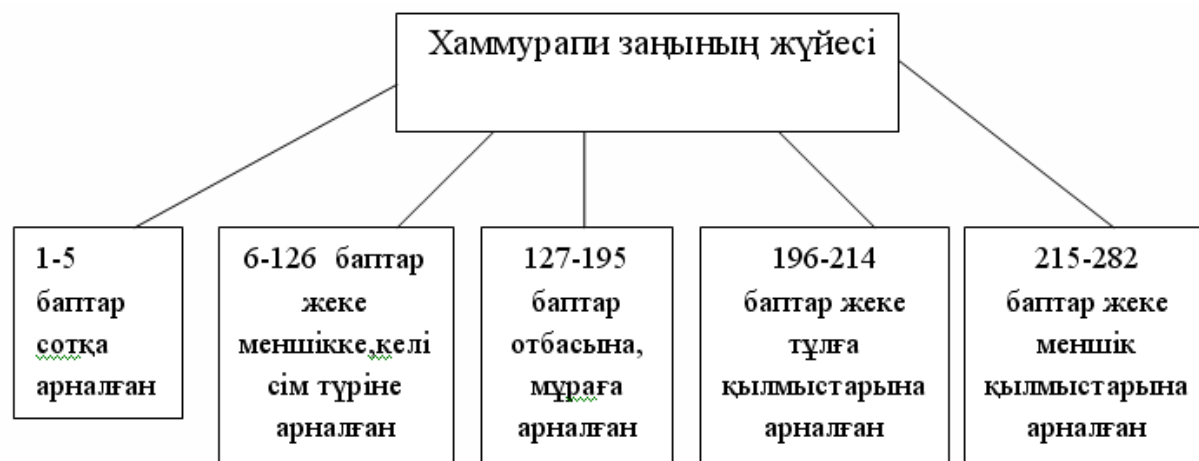 Хаммурапи заңының жүйесі
1-5
баптар
сотқа
арналған
6-126 баптар
жеке
меншікке,келі
сім түріне
арналған
127-195
баптар
отбасына,
мұраға
арналған
196-214
баптар жеке
тұлға
қылмыстарына
арналған
215-282
баптар жеке
меншік
қылмыстарына
арналған